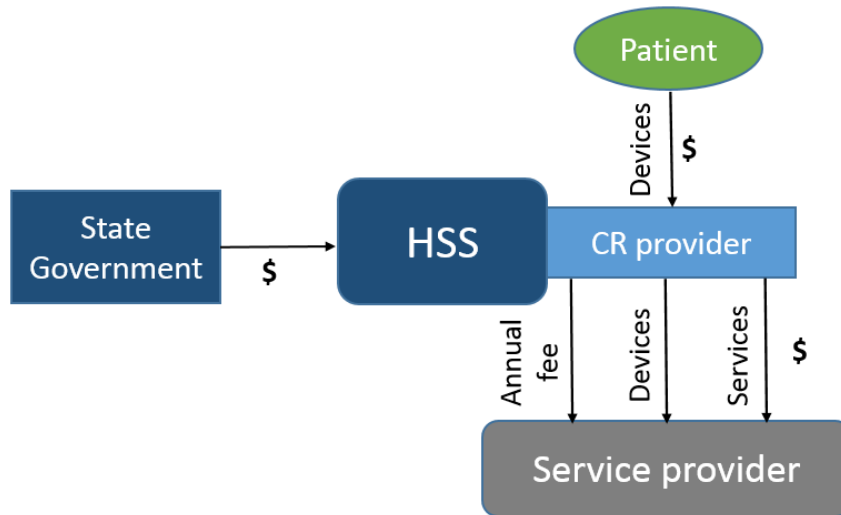 Patient
Devices
$
State
Government
$
HSS
CR provider
Annual
fee
Devices
Services
$
Service provider